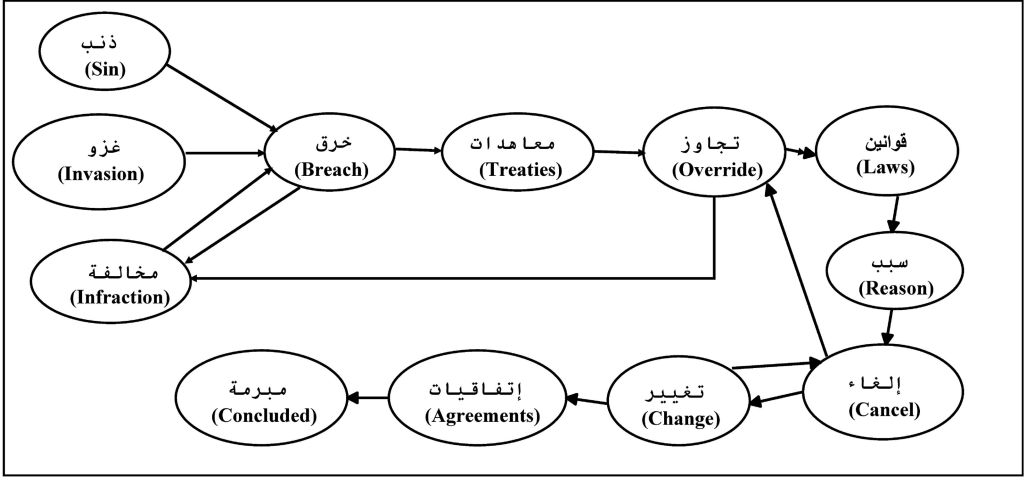 ذنب
(Sin)
غزو
(Invasion)
مخالفة
(Infraction)
خرق
(Breach)
معاهدات
(Treaties)
تجاوز
(Override)
قوانين
(Laws)
سبب
(Reason)
إلغاء
(Cancel)
تغيير
(Change)
إتفاقيات
(Agreements)
مبرمة
(Concluded)